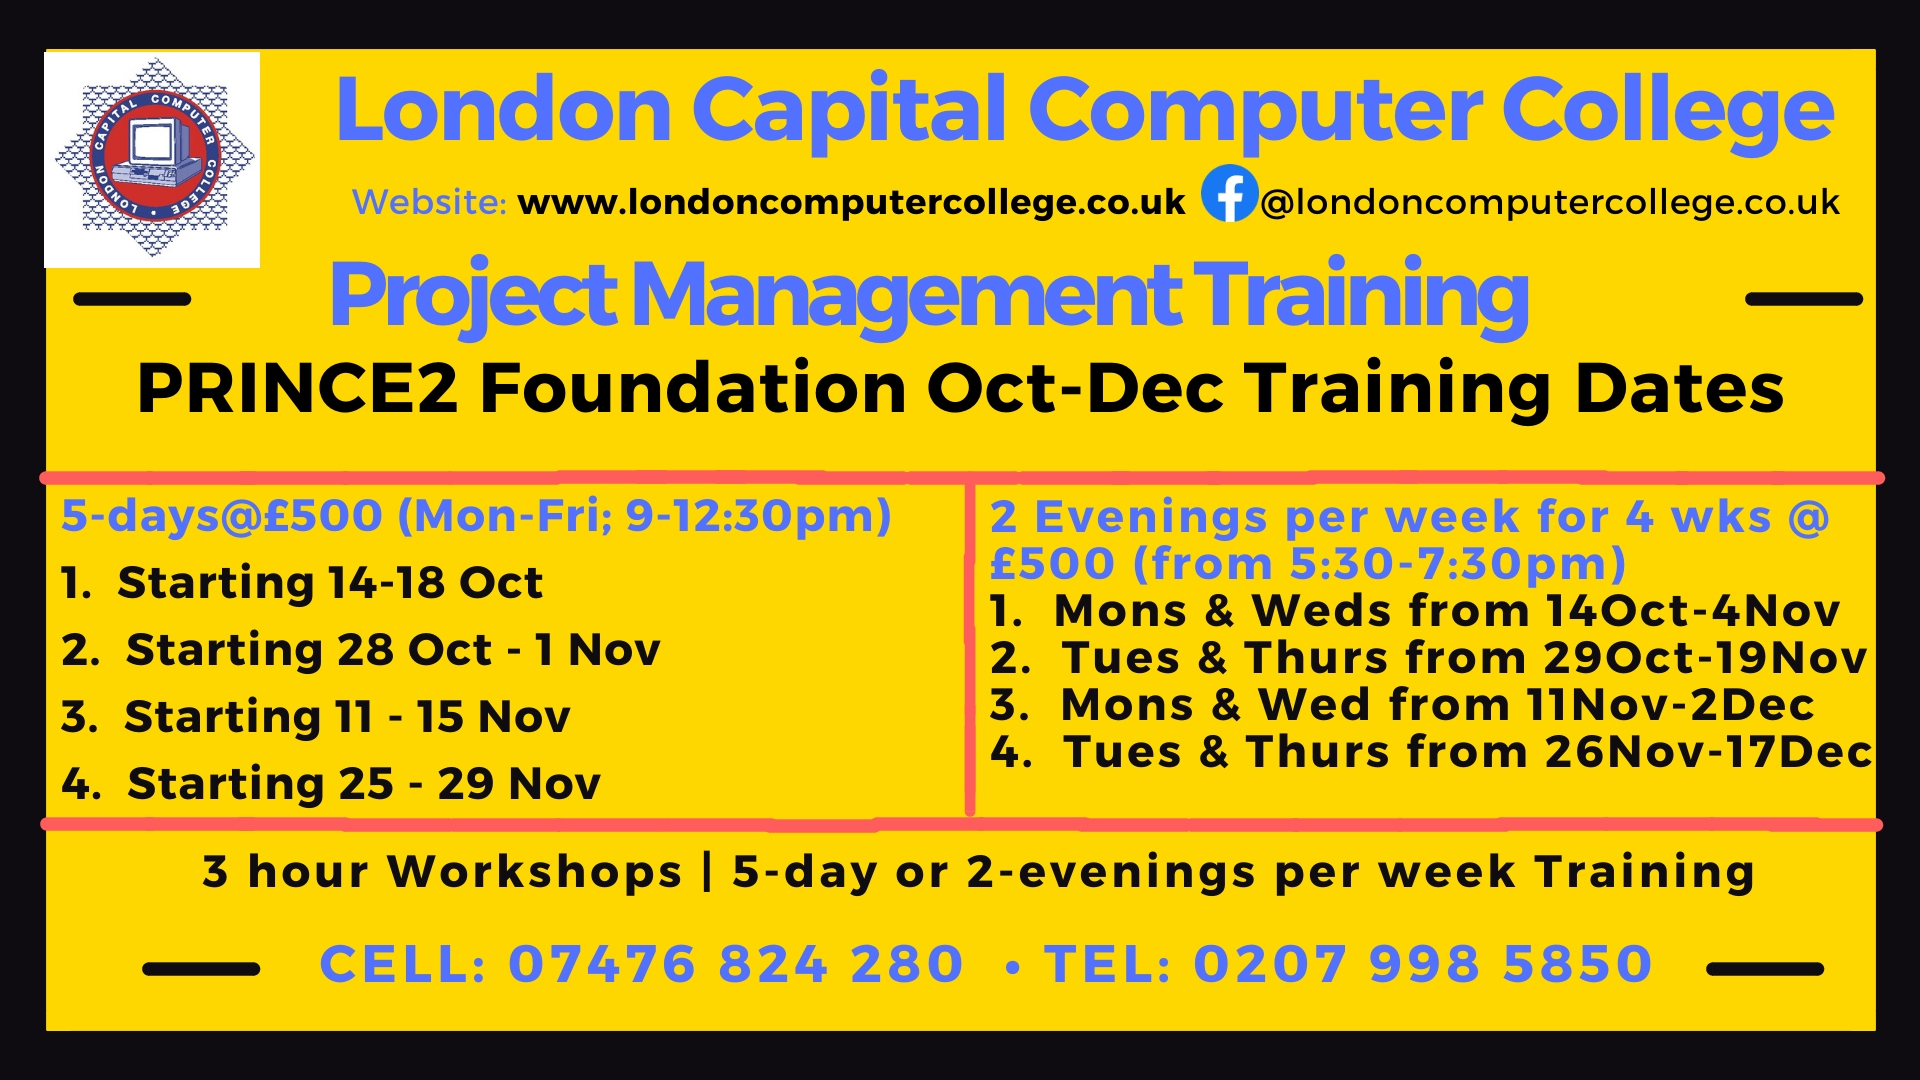 LONDON CAPITAL COMPUTER COLLEGE
London Capital Computer College
Website: www.londoncomputercollege.co.uk @londoncomputercollege.co.uk
Project Management Training
PRINCE2 Foundation Oct-Dec Training Dates
5-days@£500 (Mon-Fri; 9-12:30pm)
1. Starting 14-18 Oct
2. Starting 28 Oct - 1 Nov
3. Starting 11 - 15 Nov
4. Starting 25 - 29 Nov
2 Evenings per week for 4 wks @
£500 (from 5:30-7:30pm)
1. Mons & Weds from 14Oct-4Nov
2. Tues & Thurs from 29Oct-19Nov
3. Mons & Wed from 11Nov-2Dec
4. Tues & Thurs from 26Nov-17Dec
3 hour Workshops | 5-day or 2-evenings per week Training
CELL: 07476 824 280 • TEL: 0207 998 5850